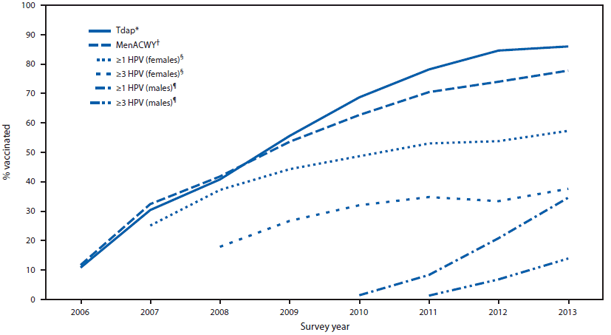 100
90
80
70
60
50
40
30
20
10
0
% vaccinated
Tdap*
MenACWY†
≥1 HPV (females)§
≥3 HPV (females)§
≥1 HPV (males)¶
≥3 HPV (males)¶
2006 2007 2008 2009 2010 2011 2012 2013
Survey year